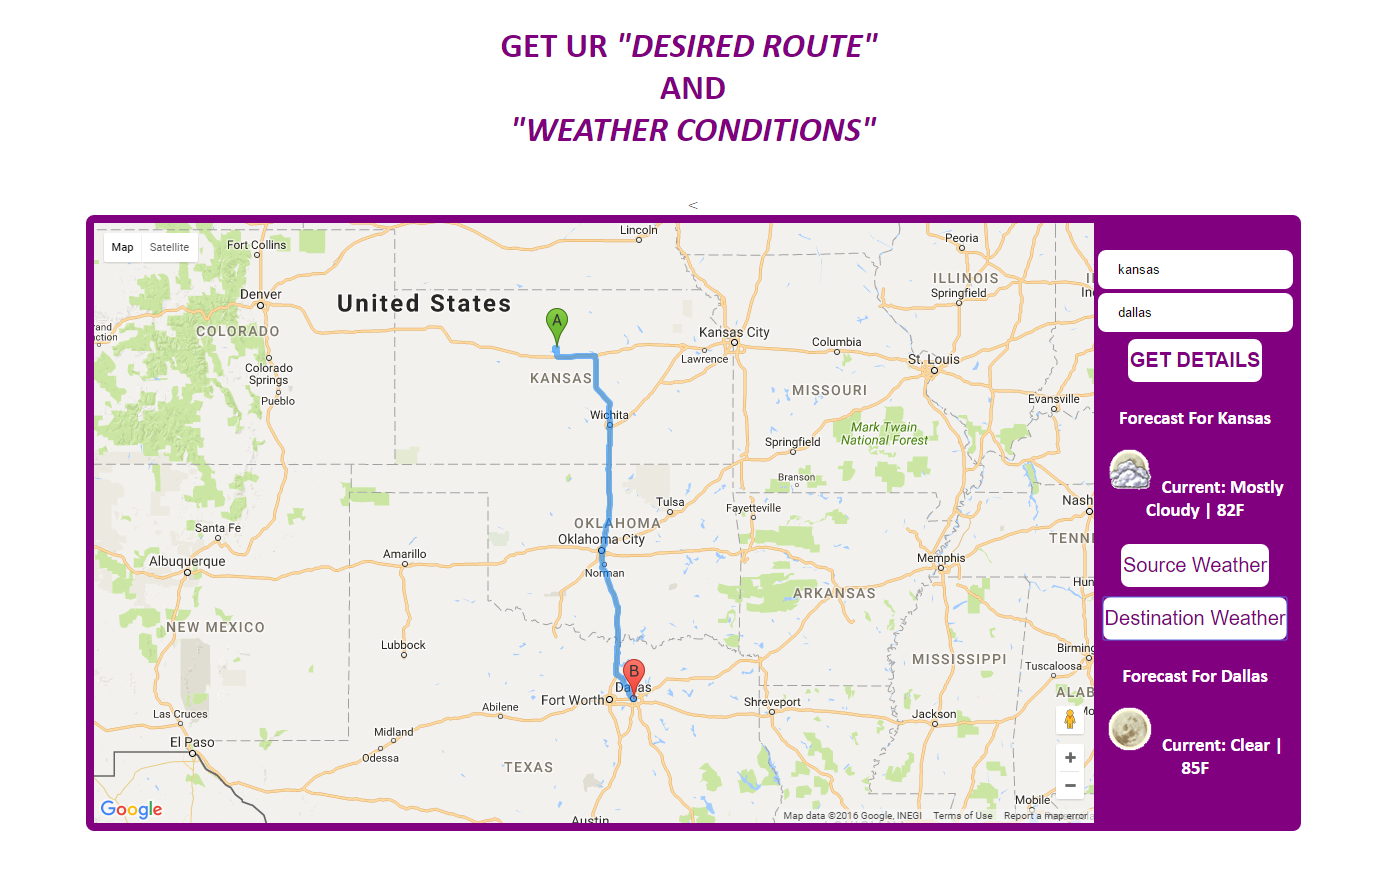 GET UR "DESIRED ROUTE"
AND
"WEATHER CONDITIONS"
<
Map Satellite
Lincoln
Fort Collins
Peoria
Denver
United States
COLORADO
ILLINOIS
Springfield
Kansas City
Columbia
St. Louis
Lawrence
Colorado
Springs
Pueblo
A
KANSAS
MISSOURI
Evansville
Wichita
Mark Twain
National Forest
Springfield
Branson
Tulsa
Fayetteville
Nash
Santa Fe
OKLAHOMA
Oklahoma City
TENN
Albuquerque
Amarillo
Norman
Memphis
Hun
ARKANSAS
NEW MEXICO
Lubbock
MISSISSIPPI
Birming
Tuscaloosa
B
Dallas
Fort Worth
ALAB
Abilene
Shreveport
Mo
Las Cruces
Jackson
El Paso
Midland
Odessa
TEXAS
+
−
Mobile
Austin
Google
Map data ©2016 Google, INEGI Terms of Use Report a map error
kansas
dallas
GET DETAILS
Forecast For Kansas
Current: Mostly
Cloudy | 82F
Source Weather
Destination Weather
Forecast For Dallas
Current: Clear |
85F